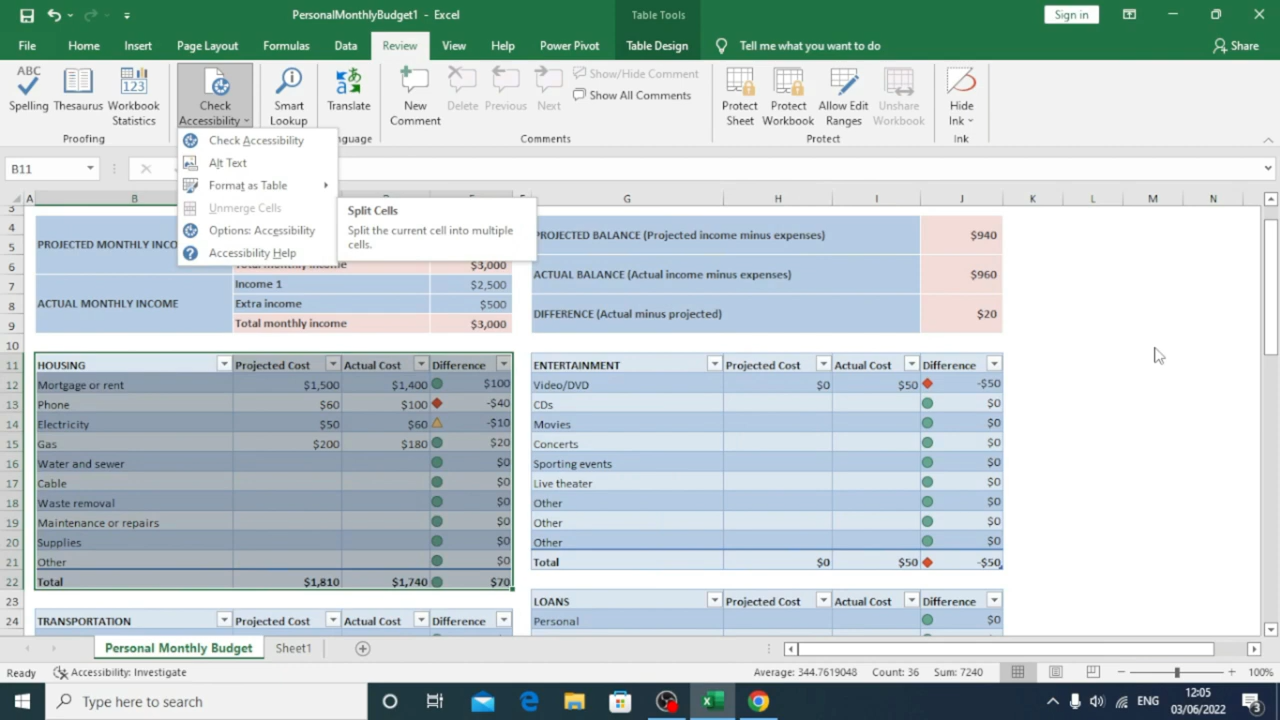 PersonalMonthlyBudget1 - Excel
Table Tools
Sign in
File Home Insert Page Layout Formulas Data Review View Help Power Pivot Table Design Tell me what you want to do Share
ABC
Spelling Thesaurus Workbook Statistics
Proofing
Check Accessibility
Smart Lookup
Translate
nguage
New Comment Delete Previous Next
Show/Hide Comment
Show All Comments
Comments
Protect Sheet Protect Workbook Allow Edit Ranges Unshare Workbook
Protect
Hide Ink
Ink
B11
Check Accessibility
Alt Text
Format as Table
Unmerge Cells
Options: Accessibility
Accessibility Help
Split Cells
Split the current cell into multiple
cells.
A B D E F G H I J K L M N
3
4
5
6
7
8
9
10
PROJECTED MONTHLY INCO
Total monthly income $3,000
ACTUAL MONTHLY INCOME
Income 1 $2,500
Extra income $500
Total monthly income $3,000
PROJECTED BALANCE (Projected income minus expenses) $940
ACTUAL BALANCE (Actual income minus expenses) $960
DIFFERENCE (Actual minus projected) $20
11 HOUSING Projected Cost Actual Cost Difference ENTERTAINMENT Projected Cost Actual Cost Difference
12 Mortgage or rent $1,500 $1,400 $100 Video/DVD $0 $50 -$50
13 Phone $60 $100 -$40 CDs $0
14 Electricity $50 $60 -$10 Movies $0
15 Gas $200 $180 $20 Concerts $0
16 Water and sewer $0 Sporting events $0
17 Cable $0 Live theater $0
18 Waste removal $0 Other $0
19 Maintenance or repairs $0 Other $0
20 Supplies $0 Other $0
21 Other $0 Total $0 $50 -$50
22 Total $1,810 $1,740 $70
23 LOANS Projected Cost Actual Cost Difference
24 TRANSPORTATION Projected Cost Actual Cost Difference Personal $0
Personal Monthly Budget Sheet1
Ready Accessibility: Investigate Average: 344.7619048 Count: 36 Sum: 7240 100%
Type here to search
ENG
12:05
03/06/2022
3